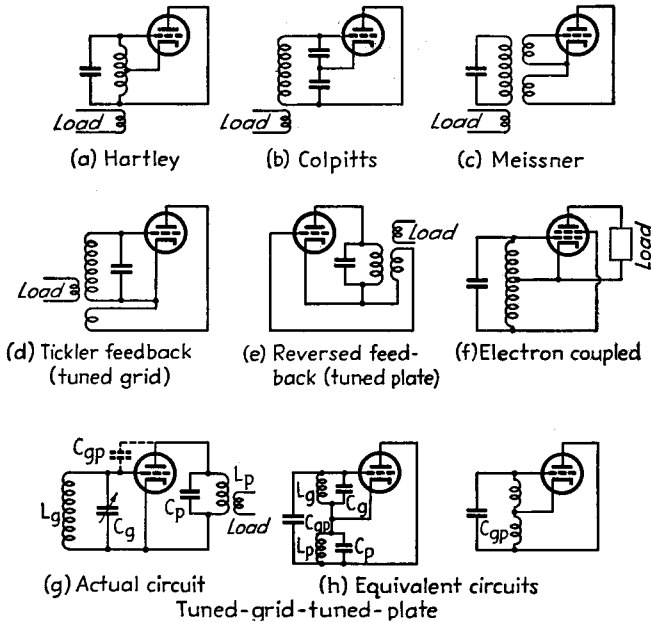 Load
Load
Load
(a) Hartley
(b) Colpitts
(c) Meissner
Load
Load
Load
(d) Tickler feedback
(tuned grid)
(e) Reversed feed-
back (tuned plate)
(f) Electron coupled
Cgp
Lg
Cg
Cp
Lp
Load
Lg
Cg
Cgp
Lp
Cp
Cgp
(g) Actual circuit
(h) Equivalent circuits
Tuned-grid-tuned-plate